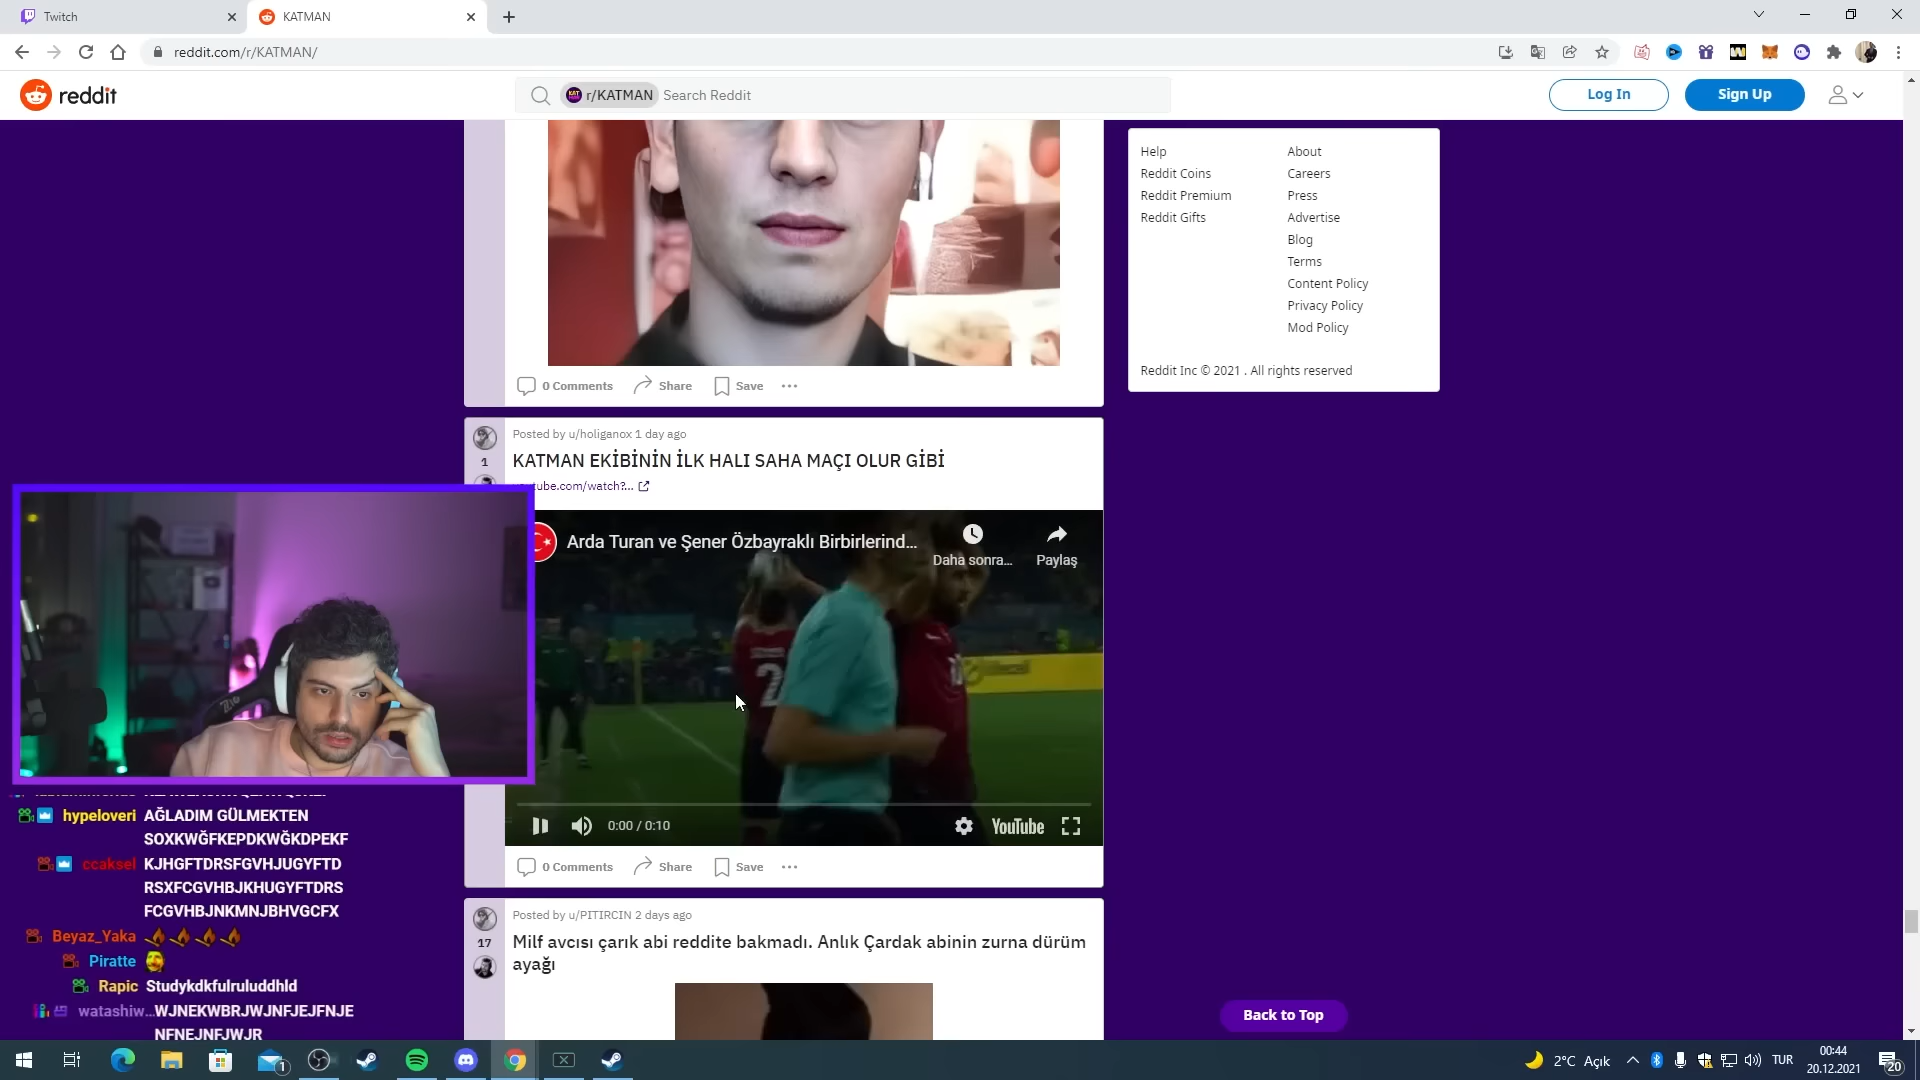 Twitch
KATMAN
reddit.com/r/KATMAN/
reddit
r/KATMAN
Search Reddit
Log In
Sign Up
Help
About
Reddit Coins
Careers
Reddit Premium
Press
Reddit Gifts
Advertise
Blog
Terms
Content Policy
Privacy Policy
Mod Policy
Reddit Inc © 2021 . All rights reserved
0 Comments
Share
Save
Posted by u/holiganox 1 day ago
1
KATMAN EKİBİNİN İLK HALI SAHA MAÇI OLUR GİBİ
tube.com/watch?...
Arda Turan ve Şener Özbayraklı Birbirlerind...
Daha sonra...
Paylaş
2
0:00 / 0:10
YouTube
0 Comments
Share
Save
Posted by u/PITIRCIN 2 days ago
17
Milf avcısı çarık abi reddite bakmadı. Anlık Çardak abinin zurna dürüm
ayağı
Back to Top
hypeloveri AĞLADIM GÜLMEKTEN
SOXKWĞFKEPDKWĞKDPEKF
ccaksel KJHGFTDRSFGVHJUGYFTD
RSXFCGVHBJKHUGYFTDRS
FCGVHBJNKMNJBHVGCFX
Beyaz_Yaka
Piratte
Rapic Studykdkfulruluddhld
watashiw... WJNEKWBRJWJNFJEJFNJE
NFNEJNFJWJR
1
2°C Açık
TUR
00:44
20.12.2021
20